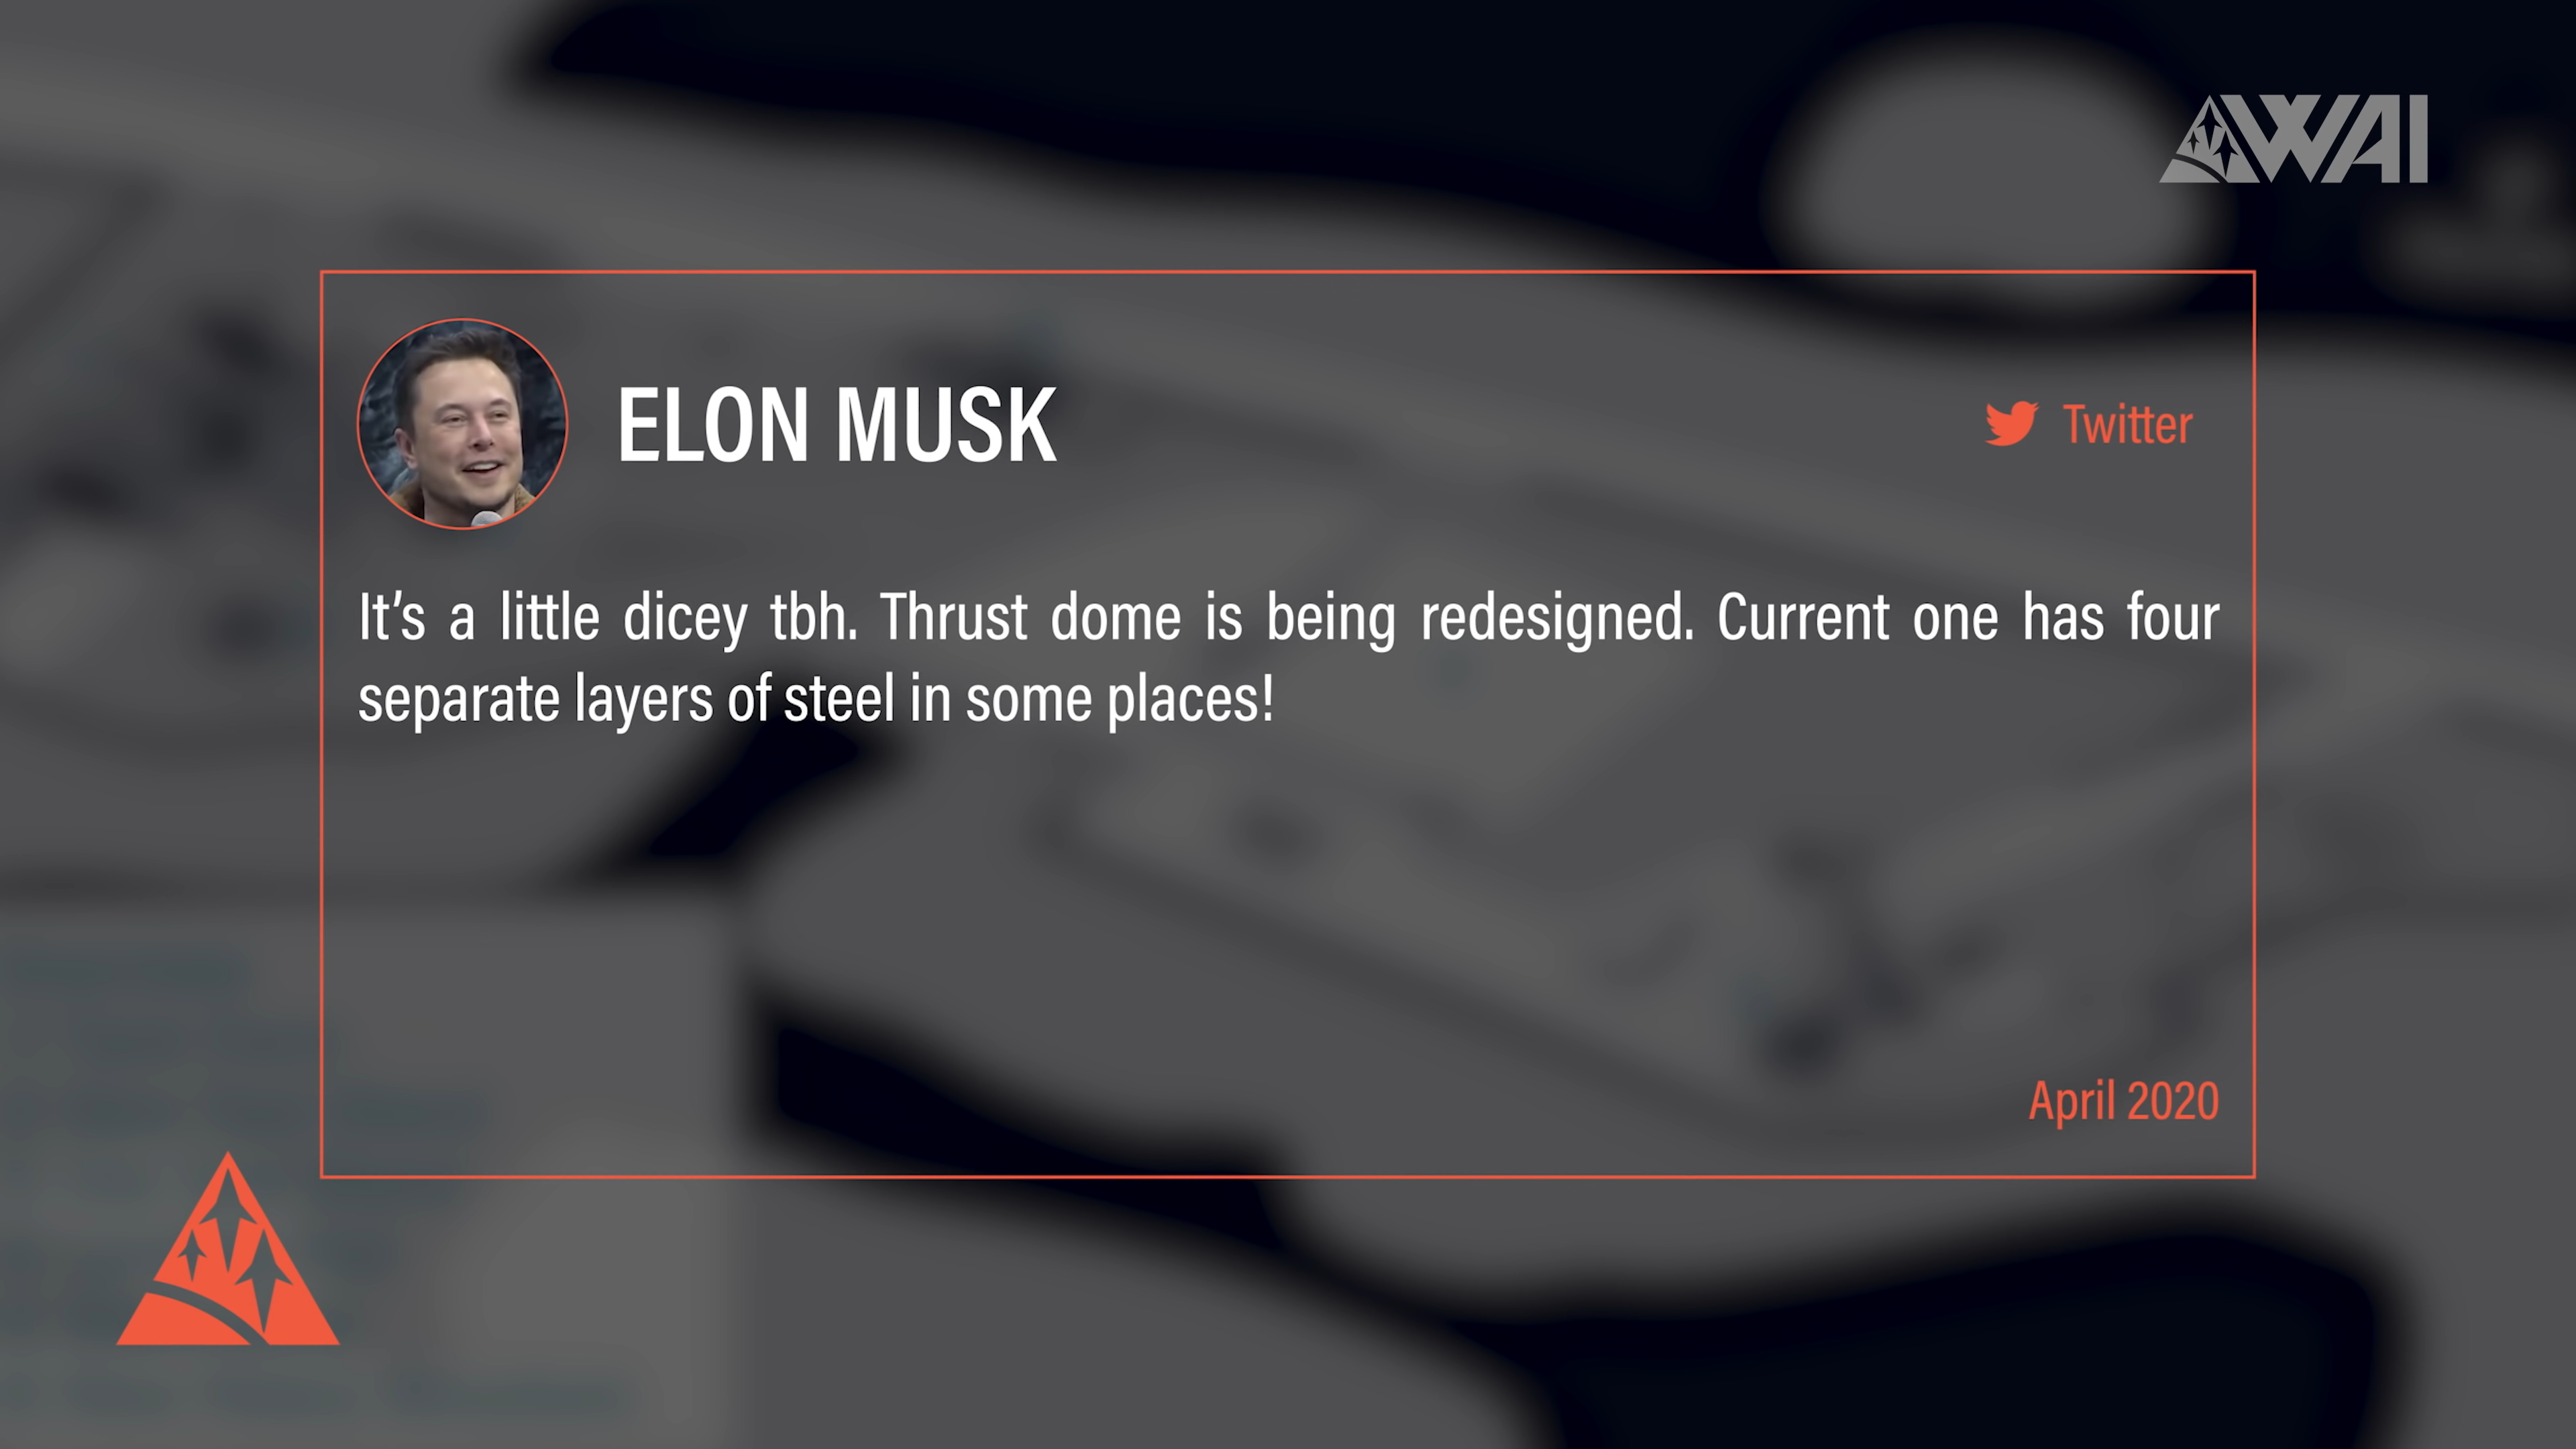 WAI
ELON MUSK
Twitter
It’s a little dicey tbh. Thrust dome is being redesigned. Current one has four
separate layers of steel in some places!
April 2020